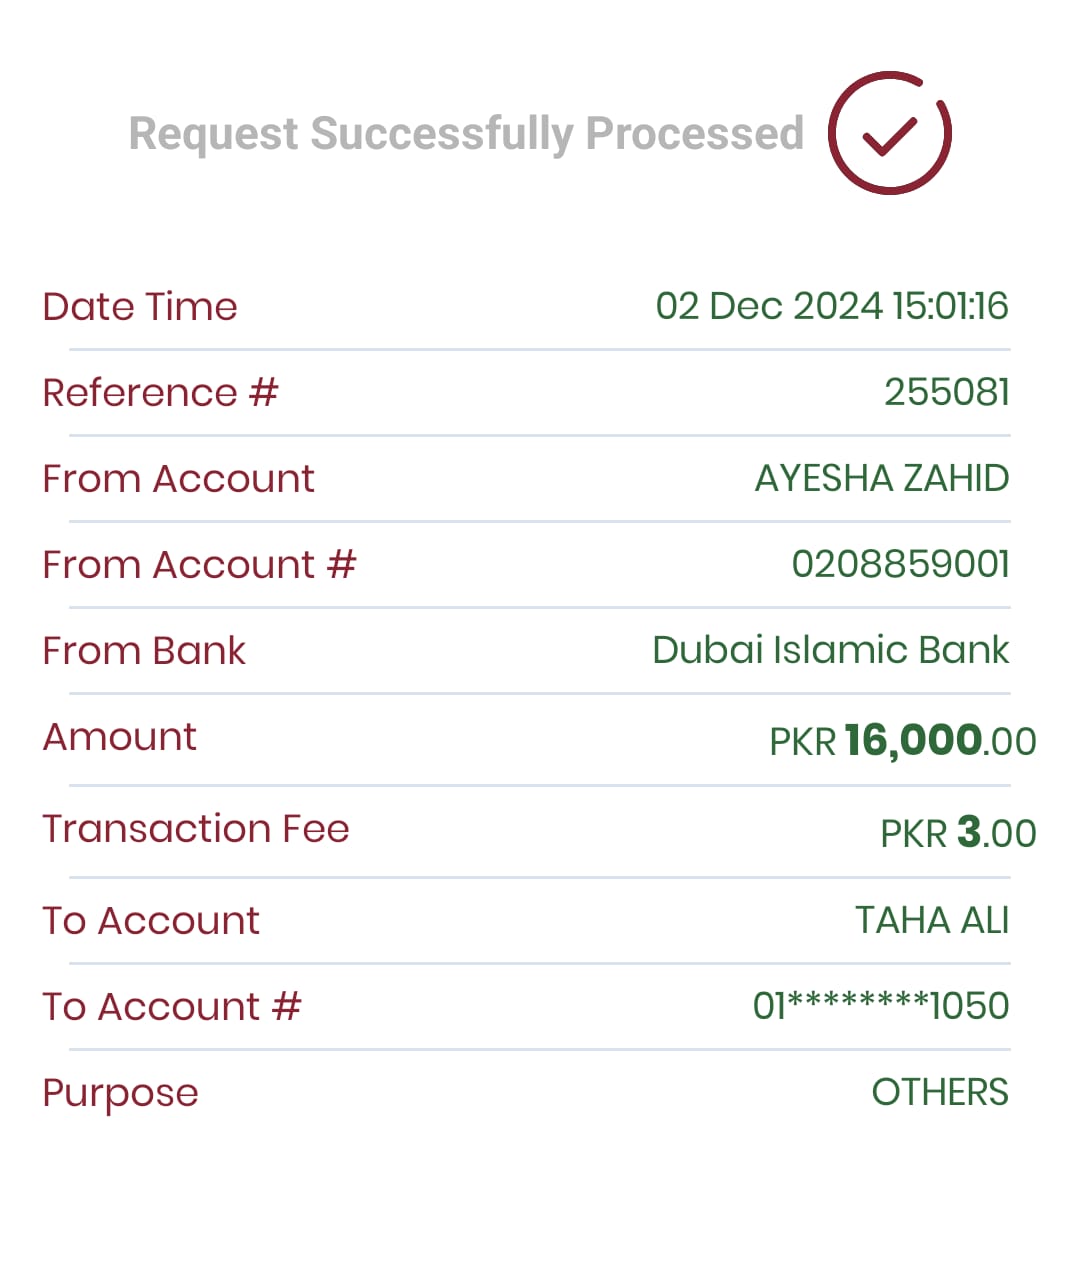 Request Successfully Processed
Date Time 02 Dec 2024 15:01:16
Reference # 255081
From Account AYESHA ZAHID
From Account # 0208859001
From Bank Dubai Islamic Bank
Amount PKR 16,000.00
Transaction Fee PKR 3.00
To Account TAHA ALI
To Account # 01********1050
Purpose OTHERS